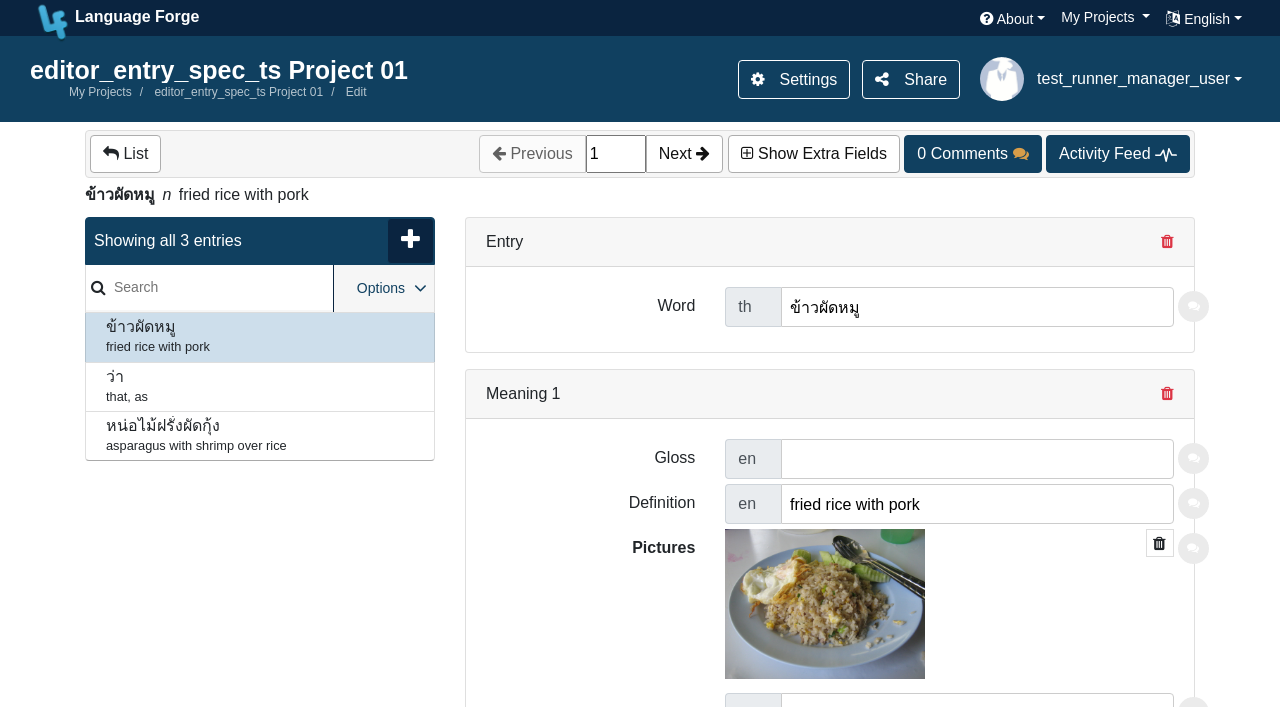 Language Forge
About
My Projects
English
editor_entry_spec_ts Project 01
My Projects / editor_entry_spec_ts Project 01 / Edit
Settings
Share
test_runner_manager_user
List
Previous
1
Next
Show Extra Fields
0 Comments
Activity Feed
ข้าวผัดหมู n fried rice with pork
Showing all 3 entries
Search
Options
ข้าวผัดหมู
fried rice with pork
ว่า
that, as
หน่อไม้ฝรั่งผัดกุ้ง
asparagus with shrimp over rice
Entry
Word
th
ข้าวผัดหมู
Meaning 1
Gloss
en
Definition
en
fried rice with pork
Pictures